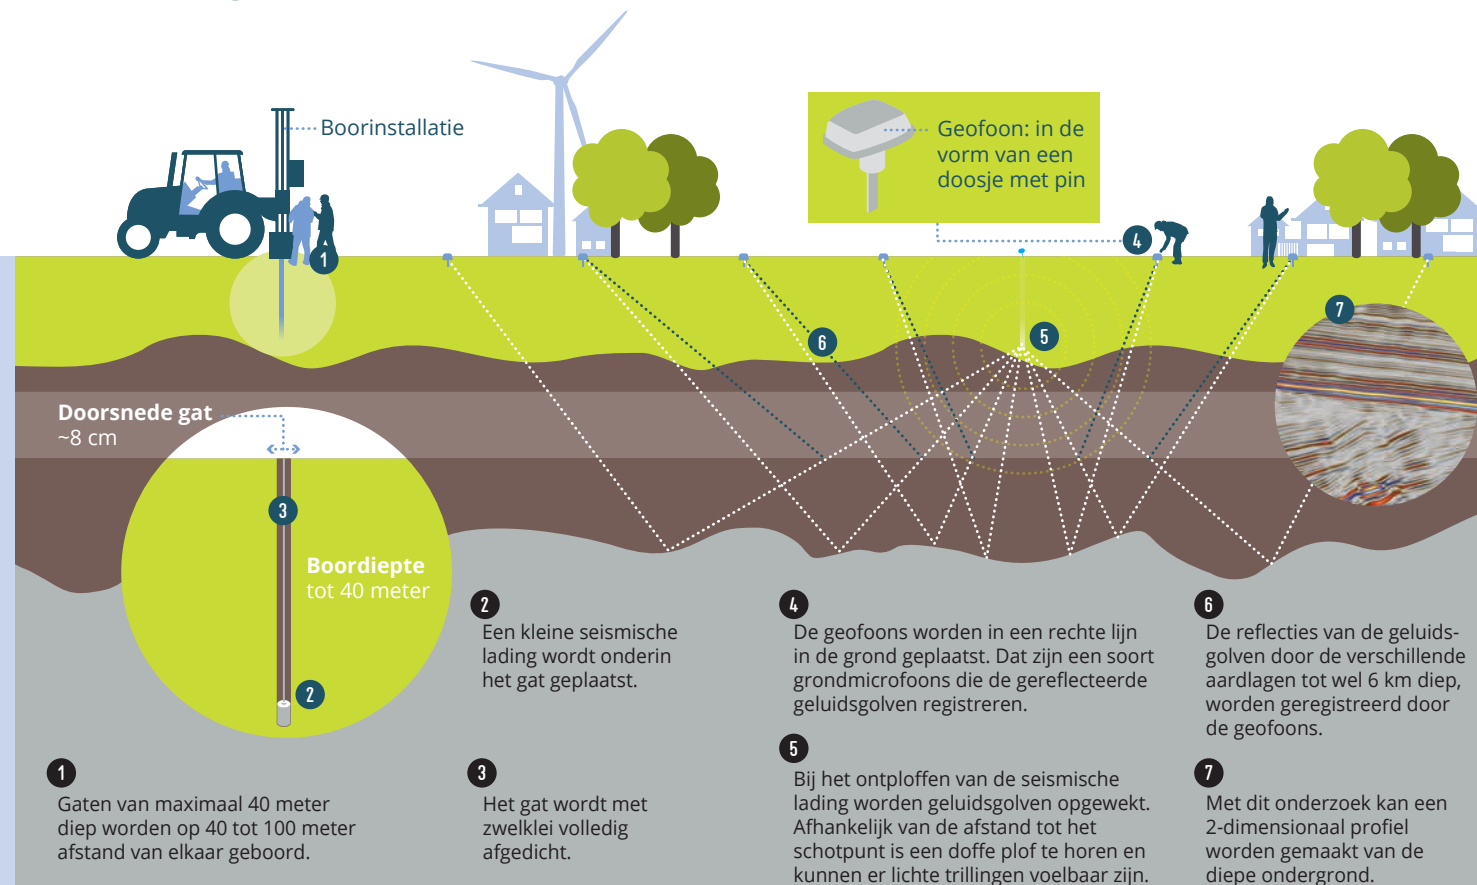 Boorinstallatie
Geofoon: in de
vorm van een
doosje met pin
1
4
5
6
7
Doorsnede gat
~8 cm
3
Boordiepte
tot 40 meter
2
1
Gaten van maximaal 40 meter
diep worden op 40 tot 100 meter
afstand van elkaar geboord.
2
Een kleine seismische
lading wordt onderin
het gat geplaatst.
3
Het gat wordt met
zwelklei volledig
afgedicht.
4
De geofoons worden in een rechte lijn
in de grond geplaatst. Dat zijn een soort
grondmicrofoons die de gereflecteerde
geluidsgolven registreren.
5
Bij het ontploffen van de seismische
lading worden geluidsgolven opgewekt.
Afhankelijk van de afstand tot het
schotpunt is een doffe plof te horen en
kunnen er lichte trillingen voelbaar zijn.
6
De reflecties van de geluids-
golven door de verschillende
aardlagen tot wel 6 km diep,
worden geregistreerd door
de geofoons.
7
Met dit onderzoek kan een
2-dimensionaal profiel
worden gemaakt van de
diepe ondergrond.